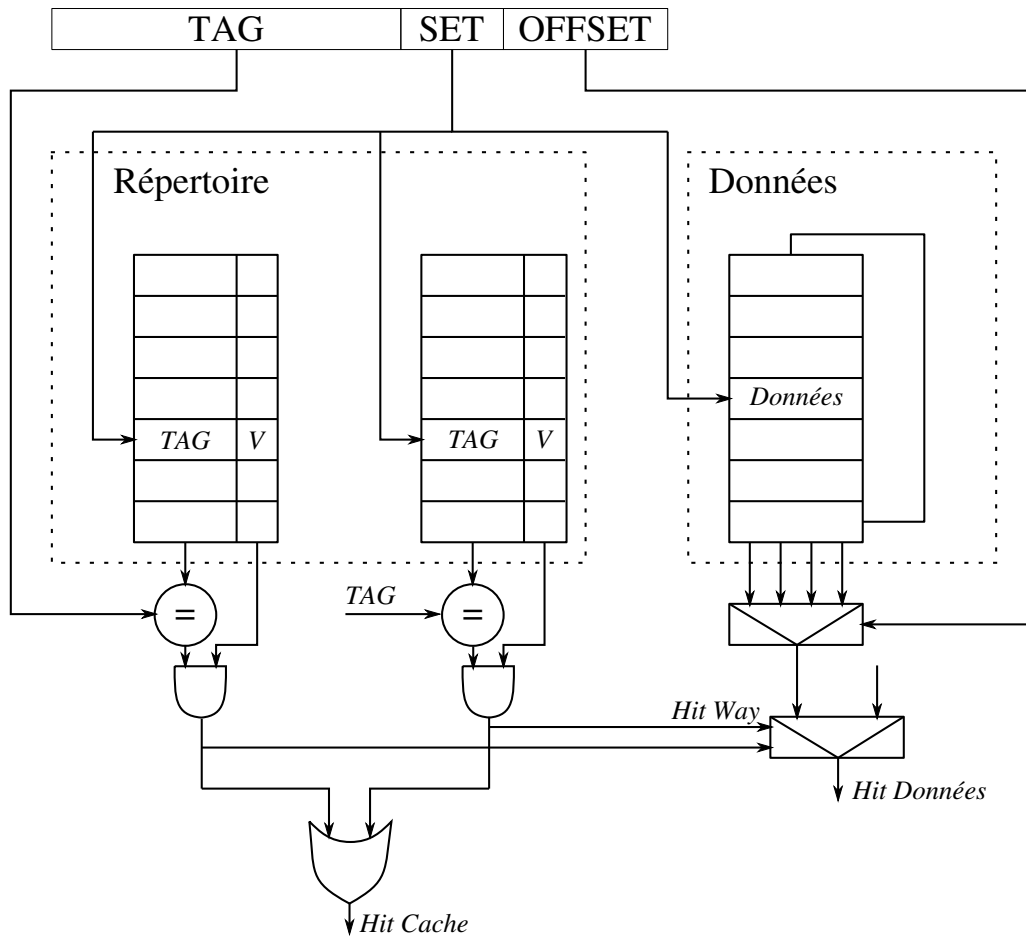 TAG SET OFFSET
Répertoire Données
Données
TAG V TAG V
TAG
= =
Hit Way
Hit Données
Hit Cache